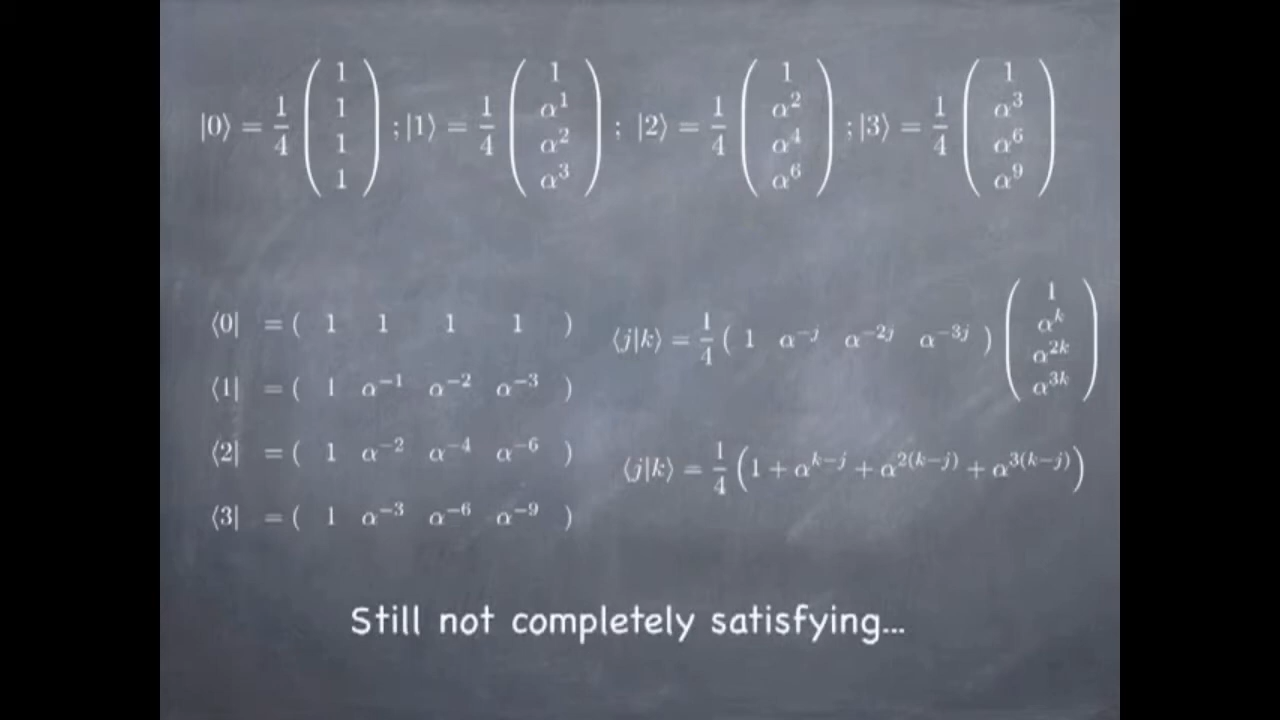 |0⟩ = 1/4 ( 1 1 1 1 ) ; |1⟩ = 1/4 ( 1 α^1 α^2 α^3 ) ; |2⟩ = 1/4 ( 1 α^2 α^4 α^6 ) ; |3⟩ = 1/4 ( 1 α^3 α^6 α^9 )
⟨0| = ( 1 1 1 1 )
⟨j|k⟩ = 1/4 ( 1 α^{-j} α^{-2j} α^{-3j} ) ( 1 α^k α^{2k} α^{3k} )
⟨1| = ( 1 α^{-1} α^{-2} α^{-3} )
⟨2| = ( 1 α^{-2} α^{-4} α^{-6} )
⟨j|k⟩ = 1/4 ( 1 + α^{k-j} + α^{2(k-j)} + α^{3(k-j)} )
⟨3| = ( 1 α^{-3} α^{-6} α^{-9} )
Still not completely satisfying...